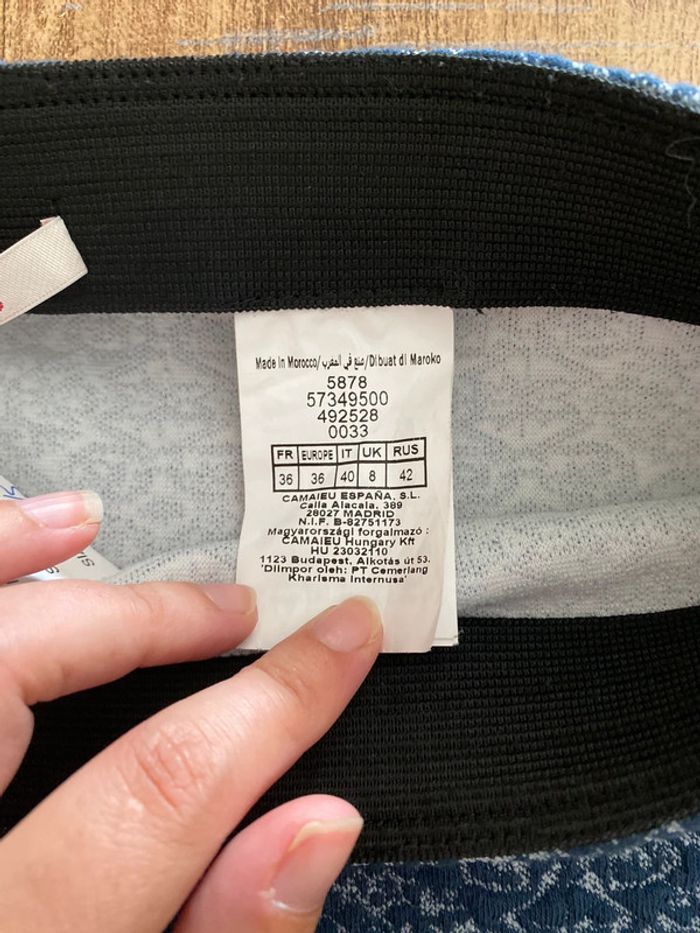 Made In Morocco/صنع في المغرب/Dibuat di Maroko
5878
57349500
492528
0033
FR EUROPE IT UK RUS
36 36 40 8 42
CAMAIEU ESPAÑA, S.L.
Calla Alacala, 389
28027 MADRID
N.I.F. B-82751173
Magyarországi forgalmazó :
CAMAIEU Hungary Kft
HU 23032110
1123 Budapest, Alkotás út 53.
'Diimpor oleh: PT Cemerlang
Kharisma Internusa'